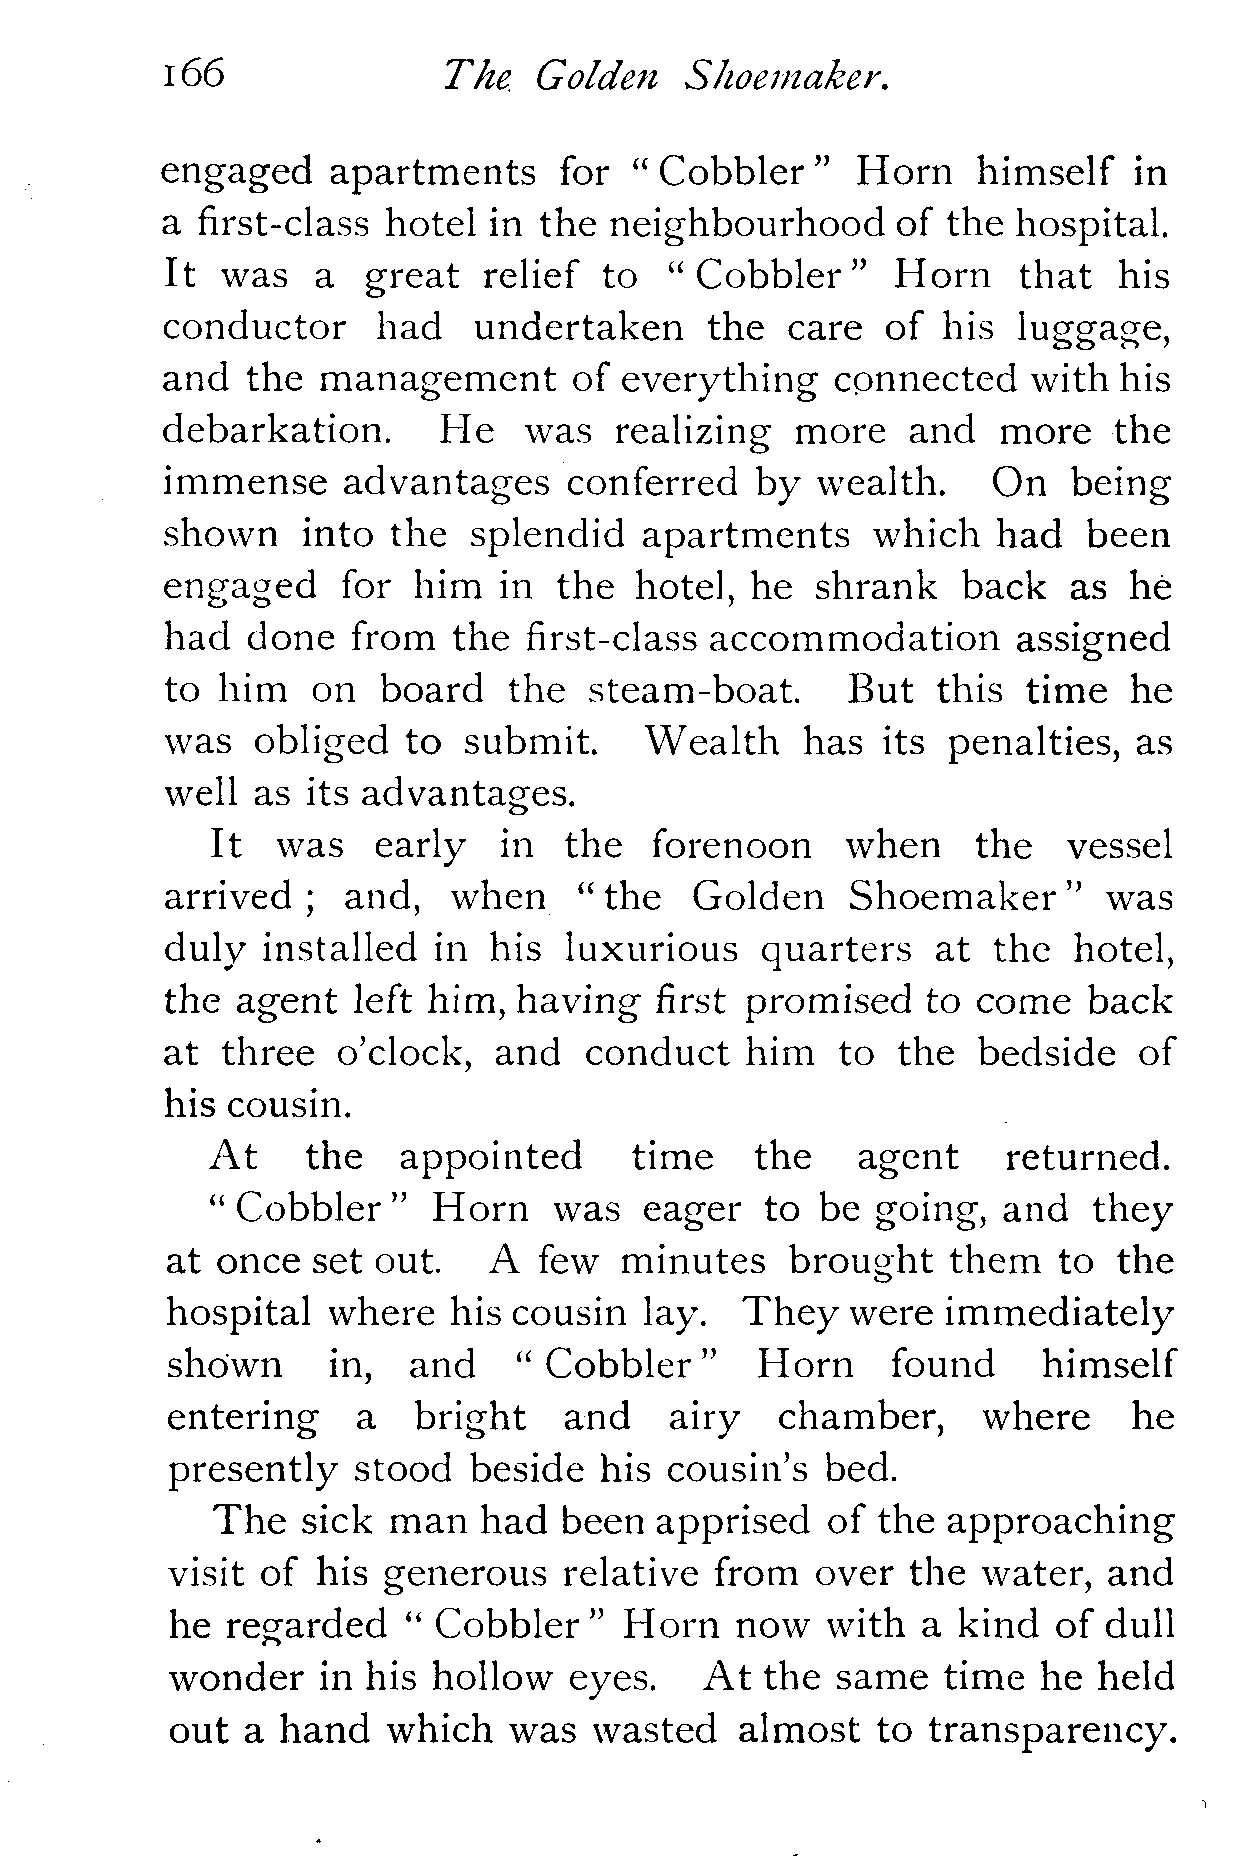 166 The Golden Shoemaker.
engaged apartments for " Cobbler " Horn himself in
a first-class hotel in the neighbourhood of the hospital.
It was a great relief to " Cobbler " Horn that his
conductor had undertaken the care of his luggage,
and the management of everything connected with his
debarkation. He was realizing more and more the
immense advantages conferred by wealth. On being
shown into the splendid apartments which had been
engaged for him in the hotel, he shrank back as he
had done from the first-class accommodation assigned
to him on board the steam-boat. But this time he
was obliged to submit. Wealth has its penalties, as
well as its advantages.
It was early in the forenoon when the vessel
arrived ; and, when " the Golden Shoemaker " was
duly installed in his luxurious quarters at the hotel,
the agent left him, having first promised to come back
at three o'clock, and conduct him to the bedside of
his cousin.
At the appointed time the agent returned.
" Cobbler " Horn was eager to be going, and they
at once set out. A few minutes brought them to the
hospital where his cousin lay. They were immediately
shown in, and " Cobbler " Horn found himself
entering a bright and airy chamber, where he
presently stood beside his cousin's bed.
The sick man had been apprised of the approaching
visit of his generous relative from over the water, and
he regarded " Cobbler " Horn now with a kind of dull
wonder in his hollow eyes. At the same time he held
out a hand which was wasted almost to transparency.